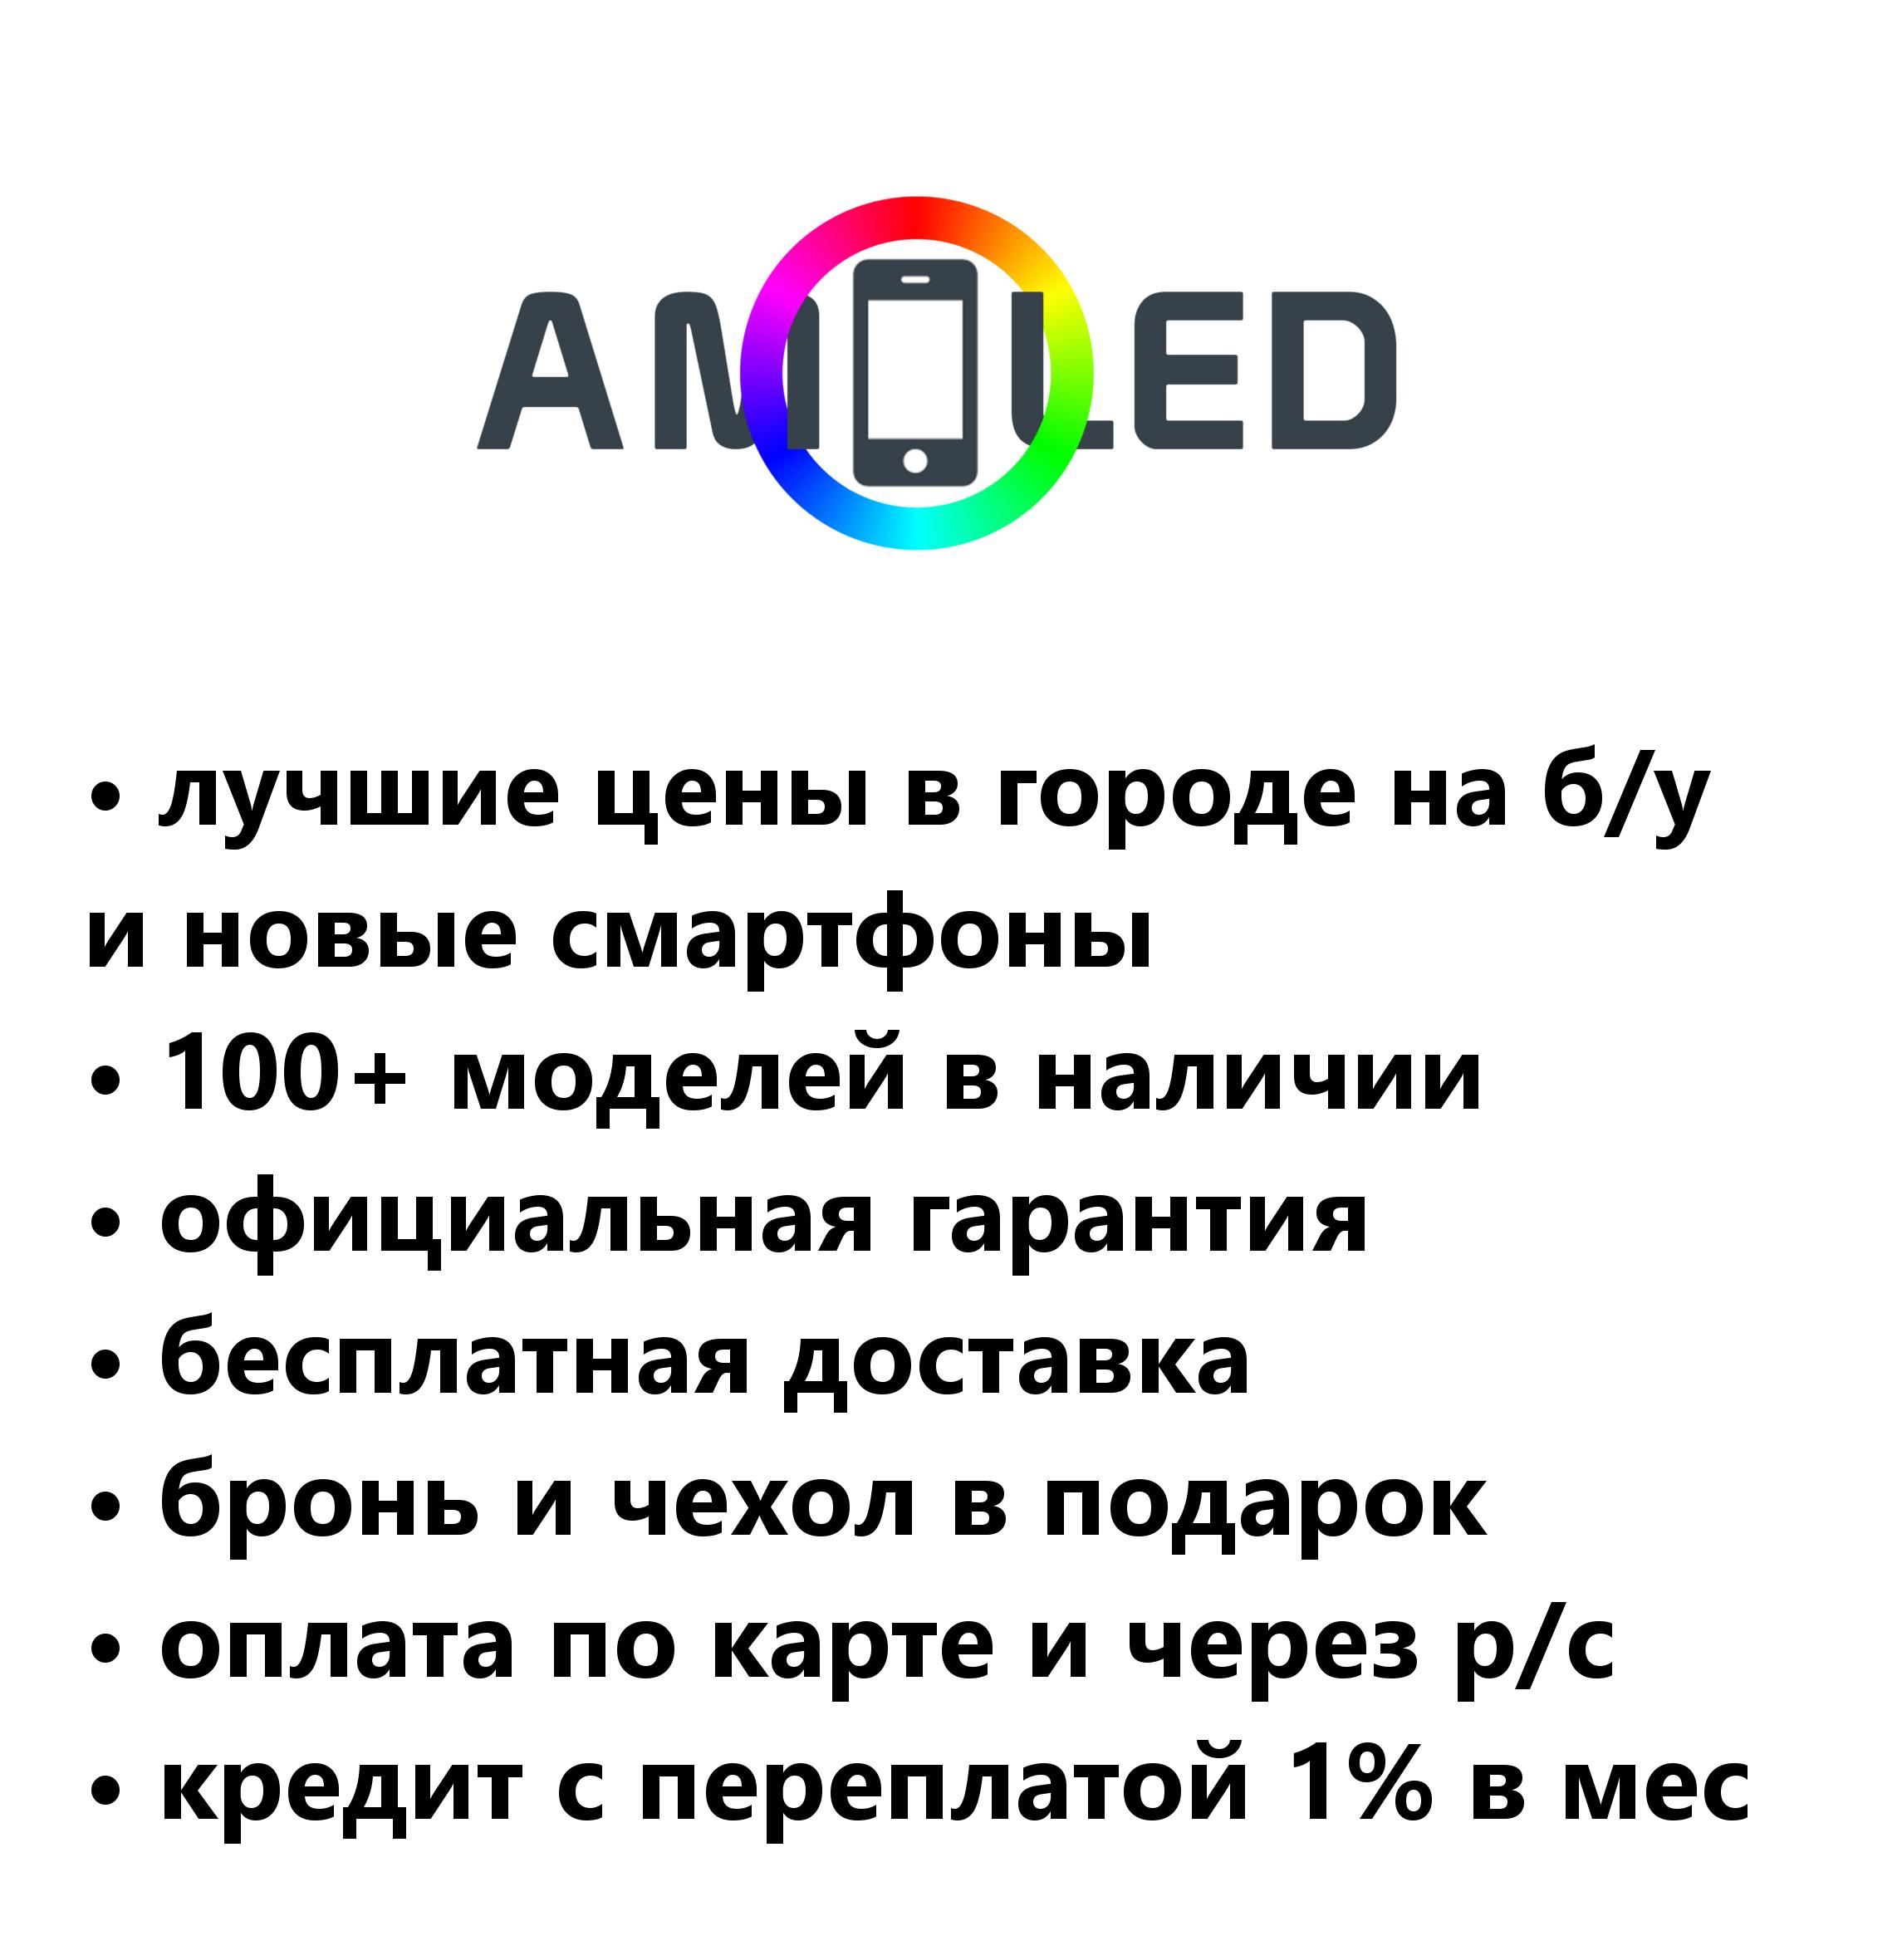 AMOLED
• лучшие цены в городе на б/у
и новые смартфоны
• 100+ моделей в наличии
• официальная гарантия
• бесплатная доставка
• бронь и чехол в подарок
• оплата по карте и через р/с
• кредит с переплатой 1% в мес